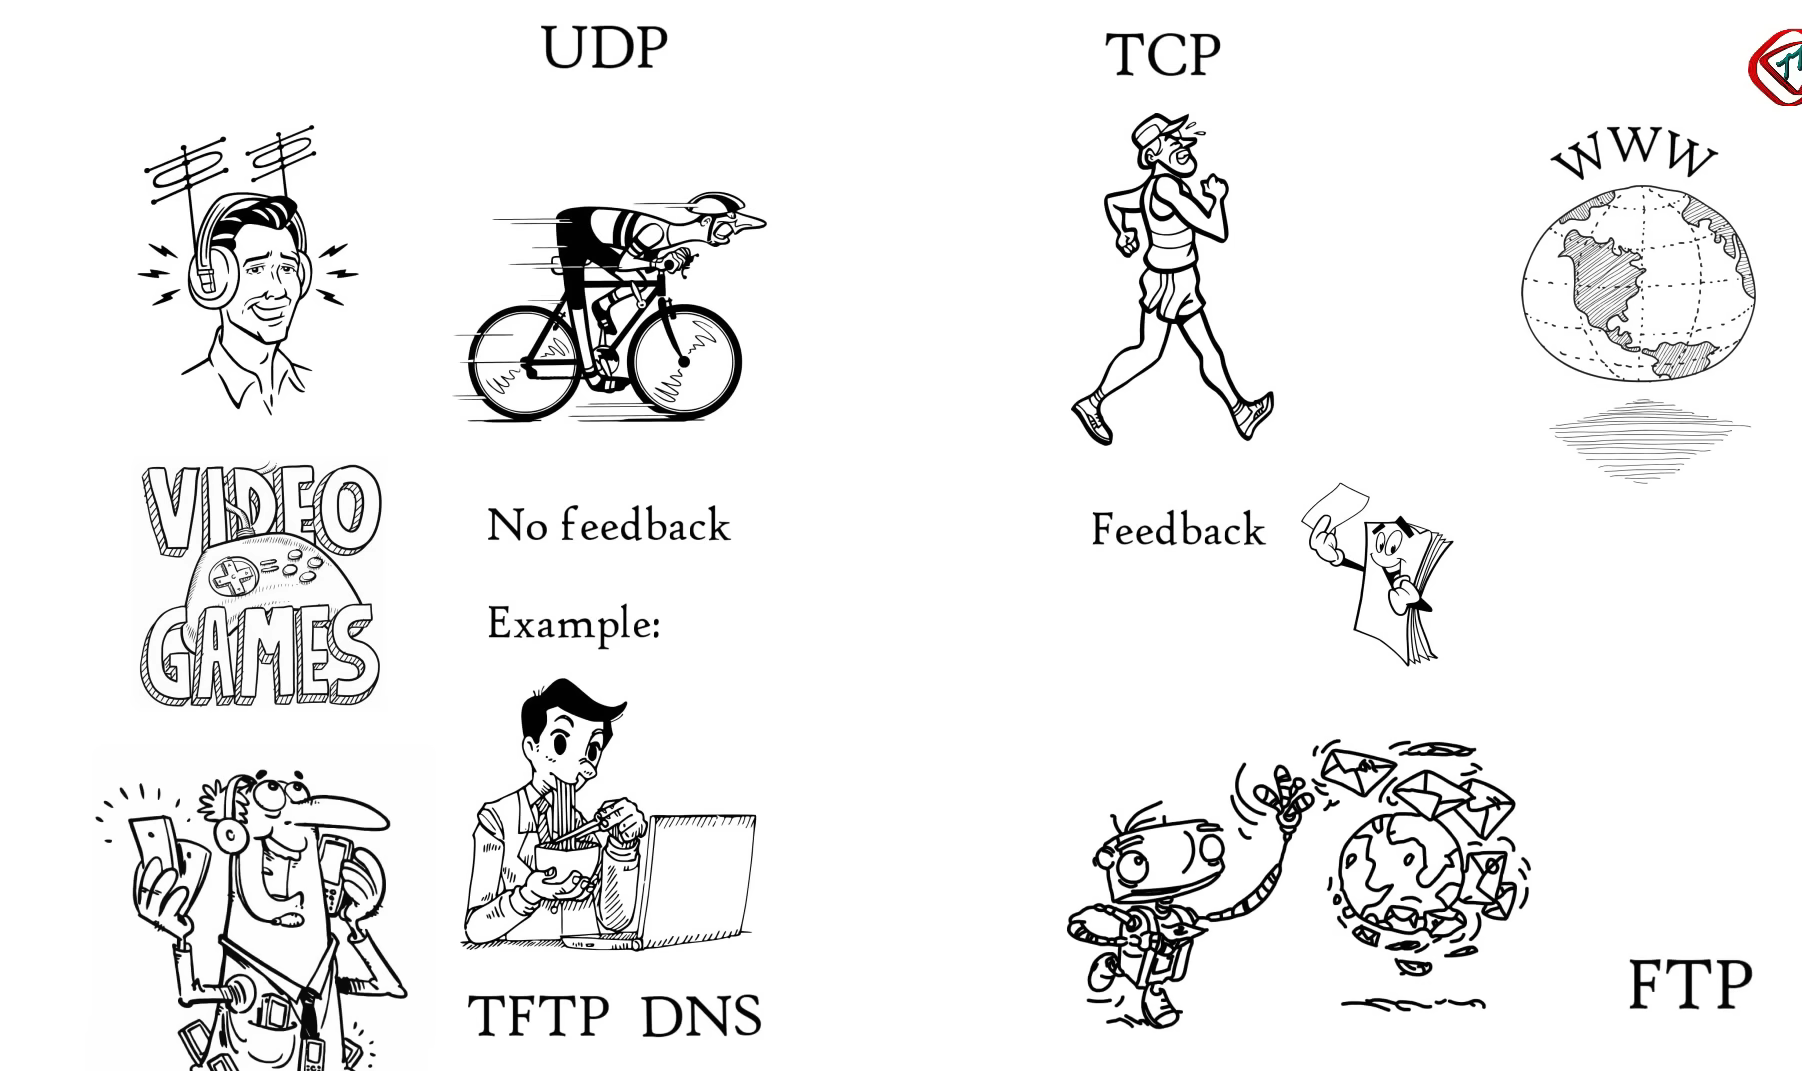 UDP
TCP
WWW
VIDEO
GAMES
No feedback
Feedback
Example:
TFTP DNS
FTP